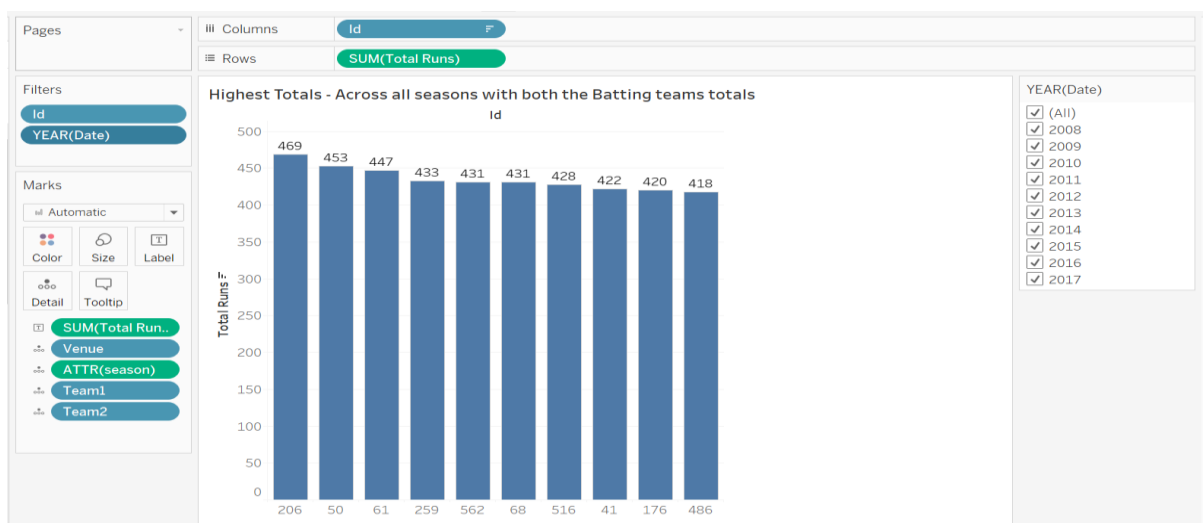 Pages
Columns
Id
Rows
SUM(Total Runs)
Filters
Id
YEAR(Date)
Marks
Automatic
Color
Size
Label
Detail
Tooltip
SUM(Total Run..
Venue
ATTR(season)
Team1
Team2
Highest Totals - Across all seasons with both the Batting teams totals
Id
Total Runs
500
450
400
350
300
250
200
150
100
50
0
469
453
447
433
431
431
428
422
420
418
206
50
61
259
562
68
516
41
176
486
YEAR(Date)
(All)
2008
2009
2010
2011
2012
2013
2014
2015
2016
2017